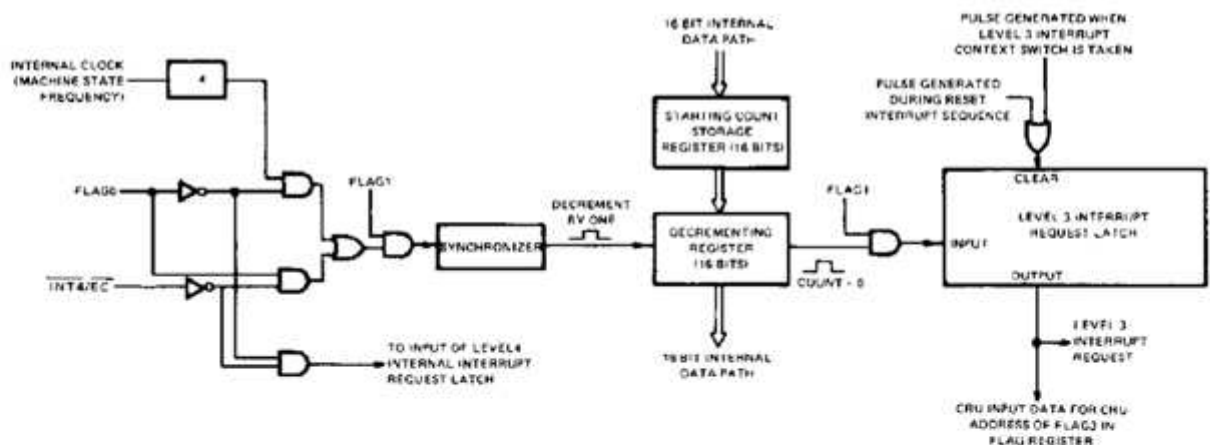 16 BIT INTERNAL
DATA PATH
PULSE GENERATED WHEN
LEVEL 3 INTERRUPT
CONTEXT SWITCH IS TAKEN
INTERNAL CLOCK
(MACHINE STATE
FREQUENCY)
4
PULSE GENERATED
DURING RESET
INTERRUPT SEQUENCE
STARTING COUNT
STORAGE
REGISTER (16 BITS)
CLEAR
FLAG0
FLAG1
DECREMENT
BY ONE
SYNCHRONIZER
DECREMENTING
REGISTER
(16 BITS)
FLAG1
LEVEL 3 INTERRUPT
REQUEST LATCH
INPUT
COUNT = 0
OUTPUT
INT4/EC
TO INPUT OF LEVEL 4
INTERNAL INTERRUPT
REQUEST LATCH
16 BIT INTERNAL
DATA PATH
LEVEL 3
INTERRUPT
REQUEST
CRU INPUT DATA FOR CRU
ADDRESS OF FLAG3 IN
FLAG REGISTER